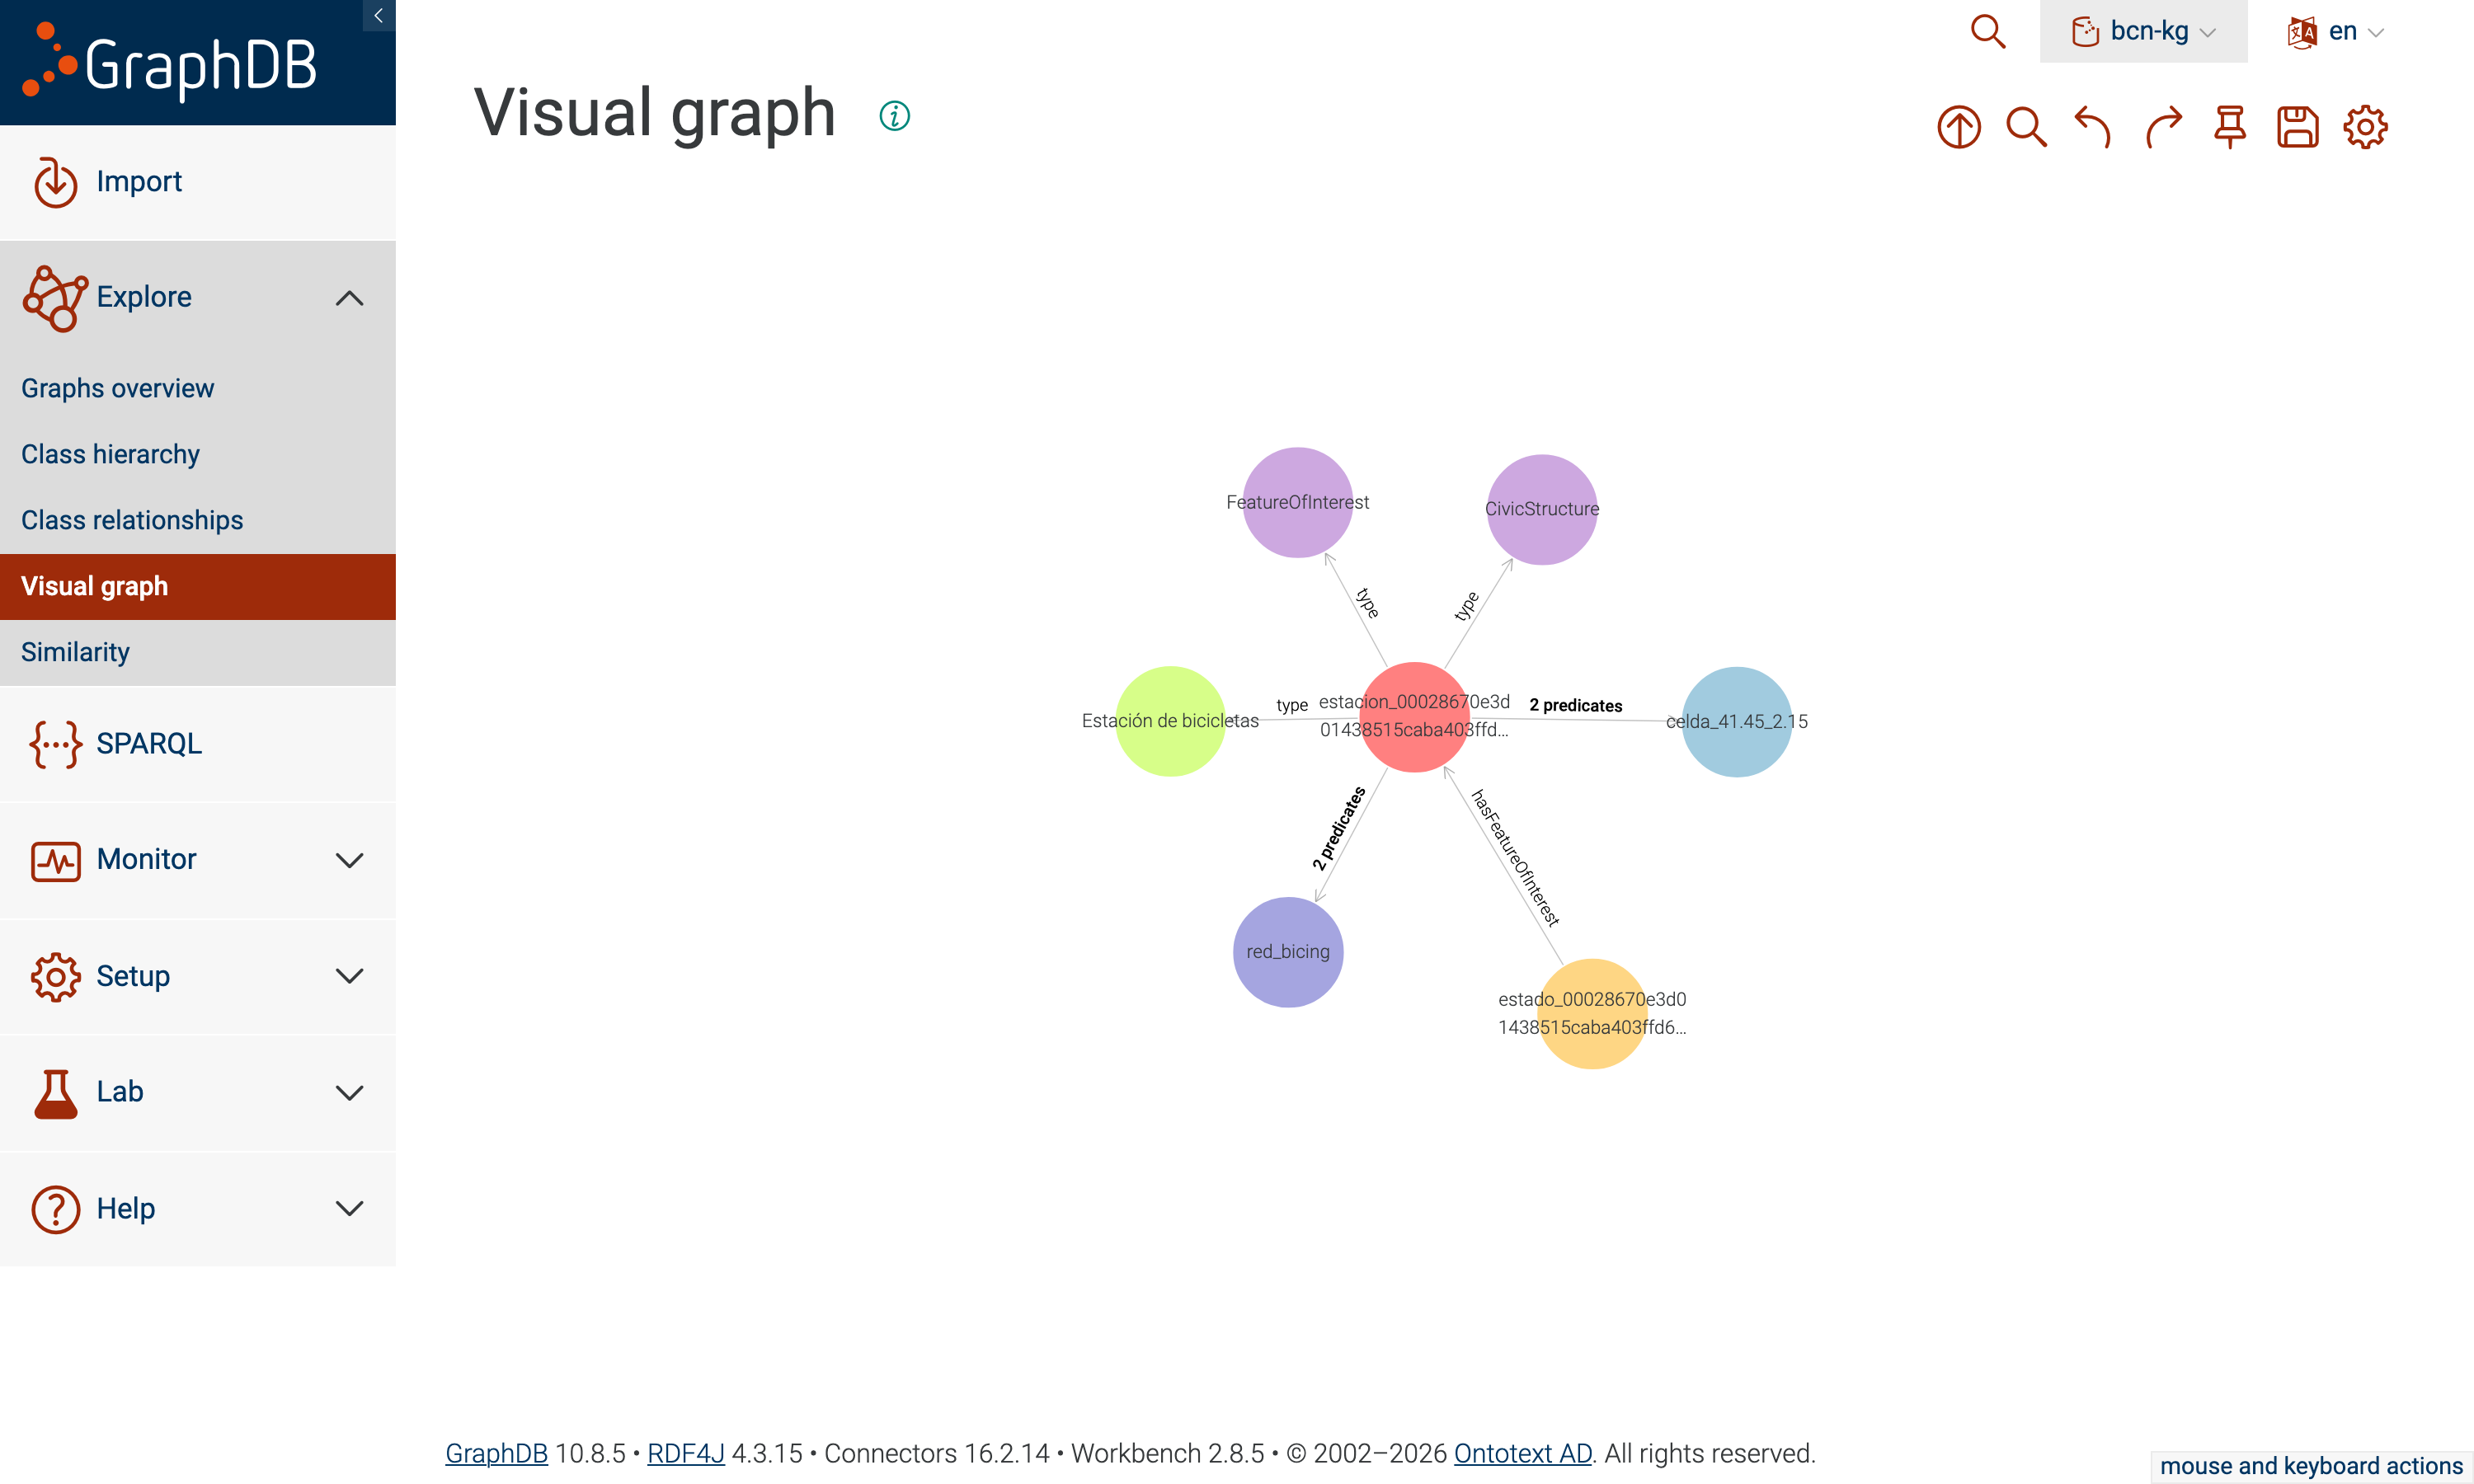 GraphDB
bcn-kg
en
Visual graph
Import
Explore
Graphs overview
Class hierarchy
Class relationships
Visual graph
Similarity
SPARQL
Monitor
Setup
Lab
Help
FeatureOfInterest
CivicStructure
type
type
Estación de bicicletas
type
estacion_00028670e3d
01438515caba403ffd...
2 predicates
celda_41.45_2.15
2 predicates
hasFeatureOfInterest
red_bicing
estado_00028670e3d0
1438515caba403ffd6...
GraphDB 10.8.5 • RDF4J 4.3.15 • Connectors 16.2.14 • Workbench 2.8.5 • © 2002–2026 Ontotext AD. All rights reserved.
mouse and keyboard actions